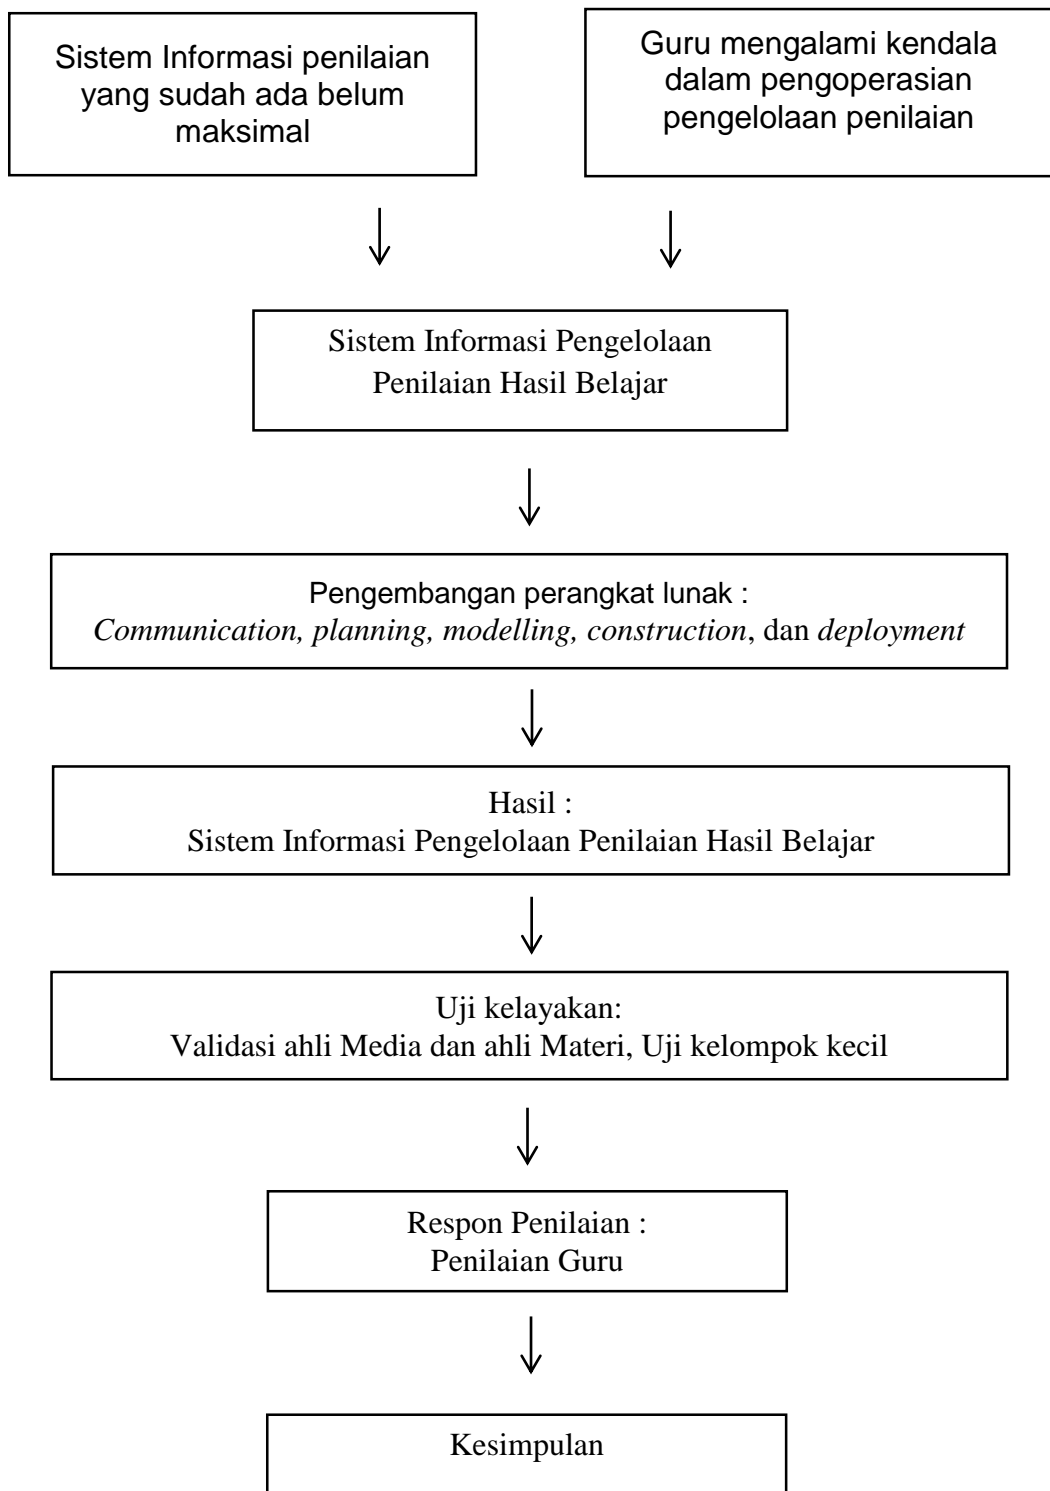 Sistem Informasi penilaian
yang sudah ada belum
maksimal
Guru mengalami kendala
dalam pengoperasian
pengelolaan penilaian
Sistem Informasi Pengelolaan
Penilaian Hasil Belajar
Pengembangan perangkat lunak :
Communication, planning, modelling, construction, dan deployment
Hasil :
Sistem Informasi Pengelolaan Penilaian Hasil Belajar
Uji kelayakan:
Validasi ahli Media dan ahli Materi, Uji kelompok kecil
Respon Penilaian :
Penilaian Guru
Kesimpulan